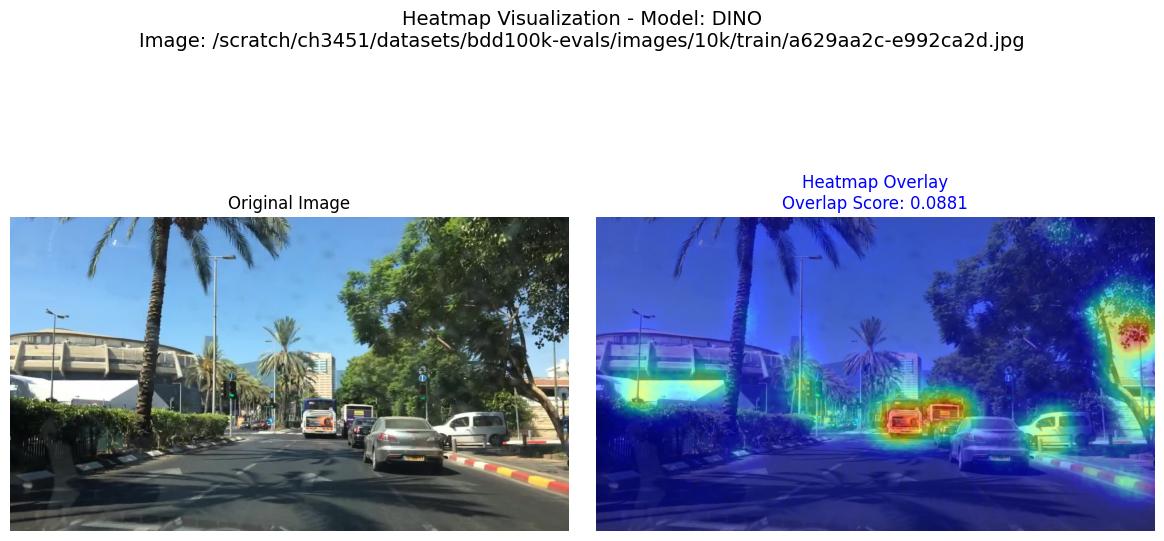 Heatmap Visualization - Model: DINO
Image: /scratch/ch3451/datasets/bdd100k-evals/images/10k/train/a629aa2c-e992ca2d.jpg
Original Image
Heatmap Overlay
Overlap Score: 0.0881